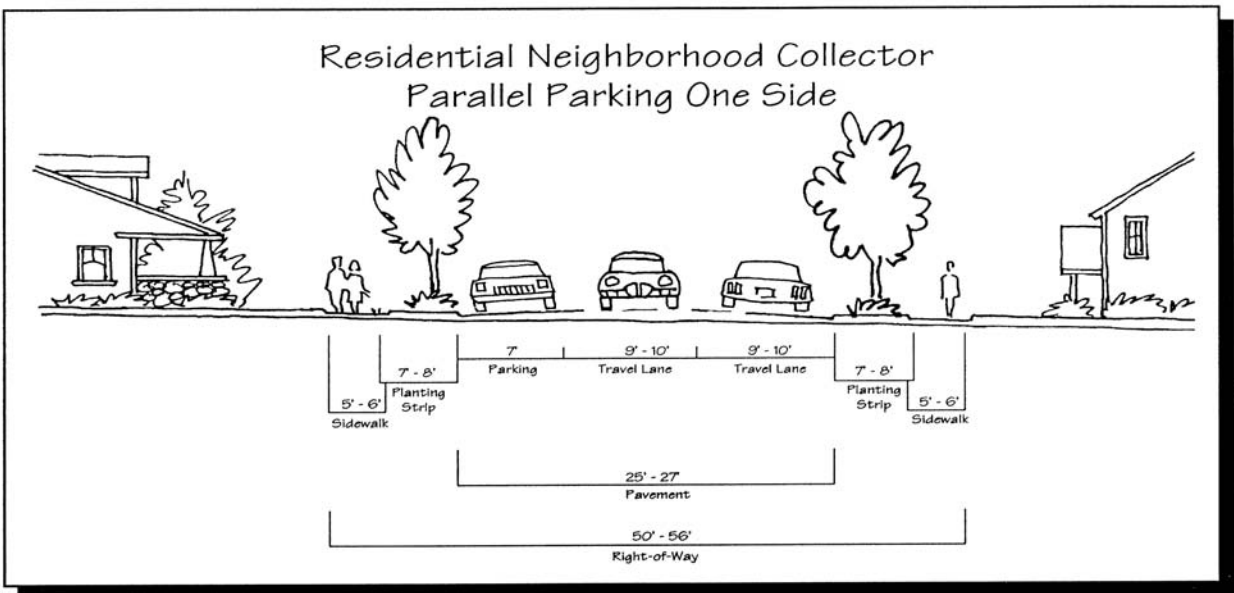 Residential Neighborhood Collector
Parallel Parking One Side
7' 9' - 10' 9' - 10'
7 - 8' Parking Travel Lane Travel Lane 7 - 8'
Planting Planting
5' - 6' Strip Strip 5' - 6'
Sidewalk Sidewalk
25' - 27'
Pavement
50' - 56'
Right-of-Way